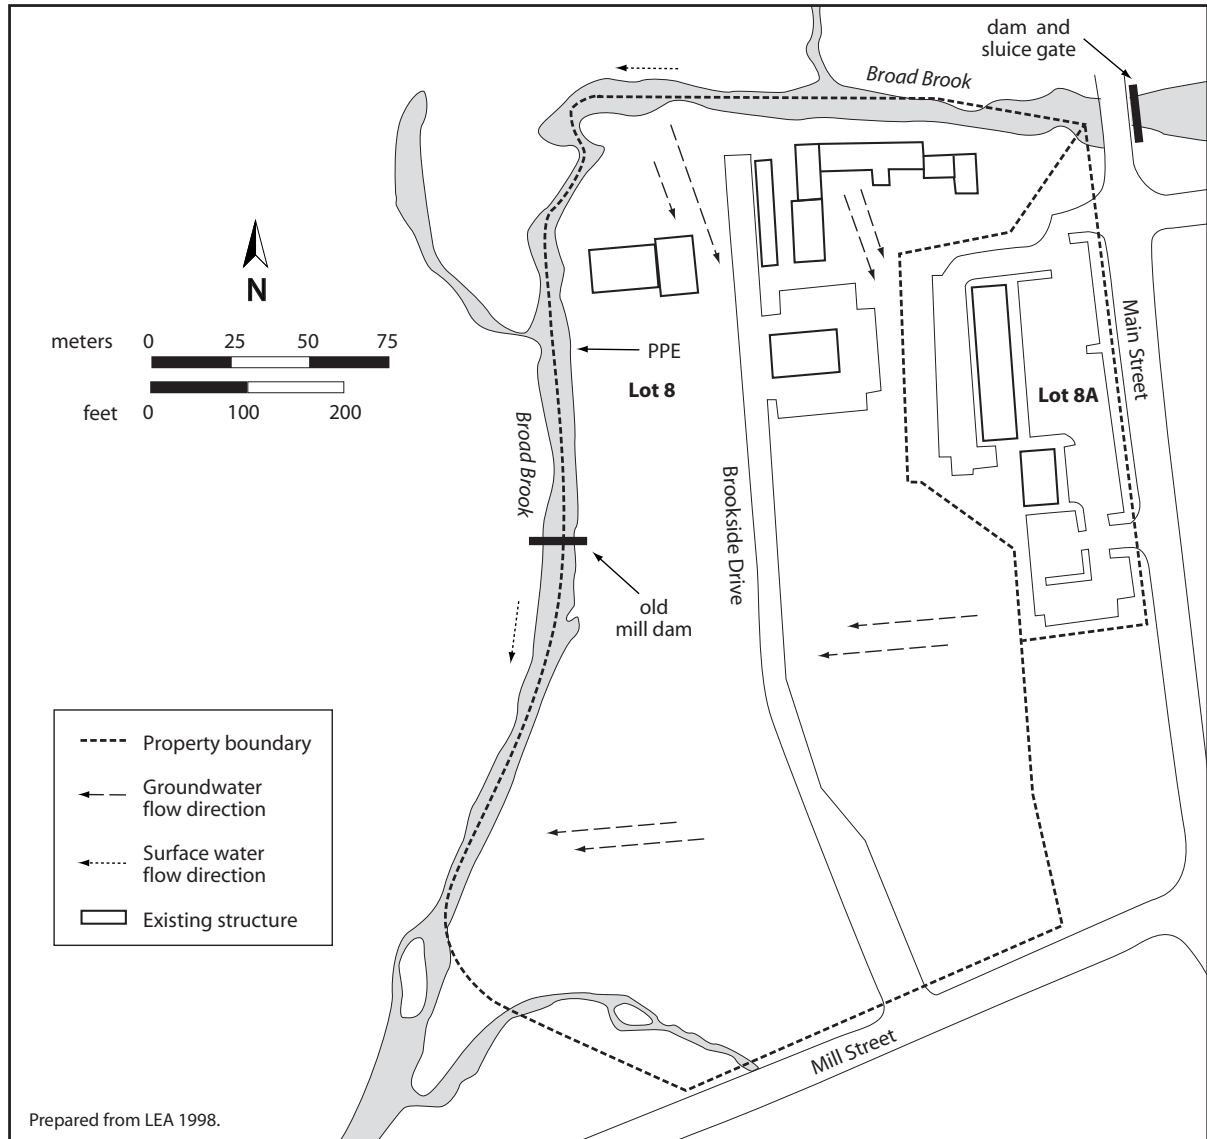 dam and
sluice gate
Broad Brook
N
meters 0 25 50 75
feet 0 100 200
PPE
Lot 8
Lot 8A
Main Street
Broad Brook
Brookside Drive
old
mill dam
Property boundary
Groundwater
flow direction
Surface water
flow direction
Existing structure
Mill Street
Prepared from LEA 1998.